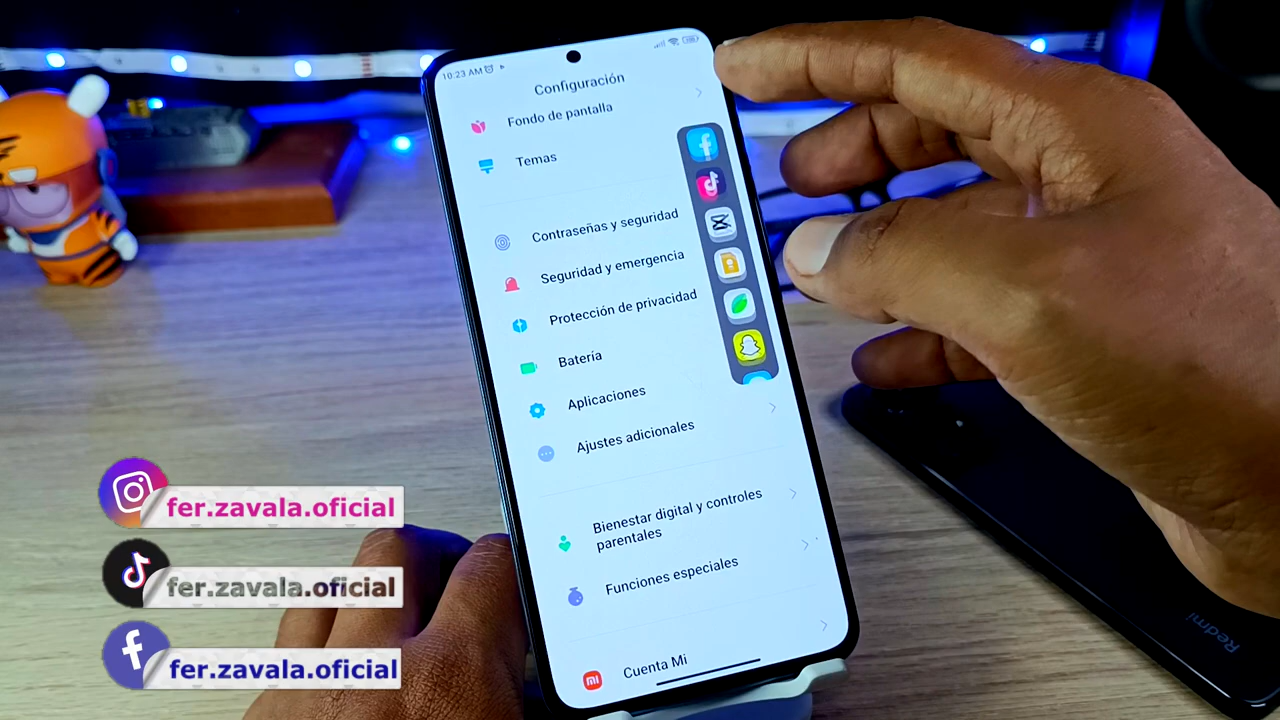 10:23 AM
Configuración
Fondo de pantalla
Temas
Contraseñas y seguridad
Seguridad y emergencia
Protección de privacidad
Batería
Aplicaciones
Ajustes adicionales
Bienestar digital y controles
parentales
Funciones especiales
Cuenta Mi
fer.zavala.oficial
fer.zavala.oficial
fer.zavala.oficial
Redmi